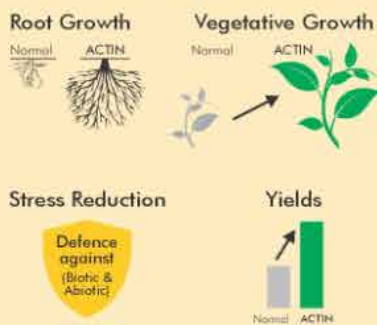 Root Growth
Normal ACTIN
Vegetative Growth
Normal ACTIN
Stress Reduction
Defence
against
(Biotic &
Abiotic)
Yields
Normal ACTIN